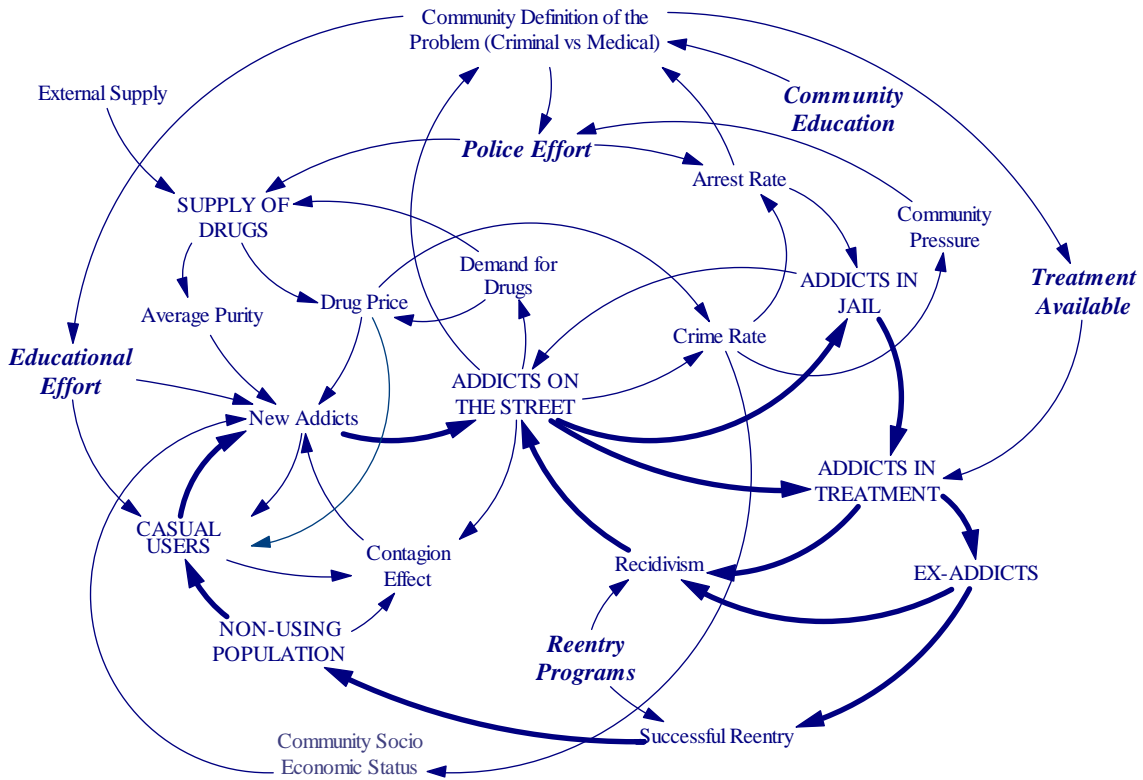 Community Definition of the
Problem (Criminal vs Medical)
External Supply
Community
Education
Police Effort
Arrest Rate
SUPPLY OF
DRUGS
Community
Pressure
Demand for
Drugs
ADDICTS IN
JAIL
Treatment
Available
Drug Price
Average Purity
Crime Rate
Educational
Effort
ADDICTS ON
THE STREET
New Addicts
ADDICTS IN
TREATMENT
CASUAL
USERS
Contagion
Effect
Recidivism
EX-ADDICTS
NON-USING
POPULATION
Reentry
Programs
Successful Reentry
Community Socio
Economic Status